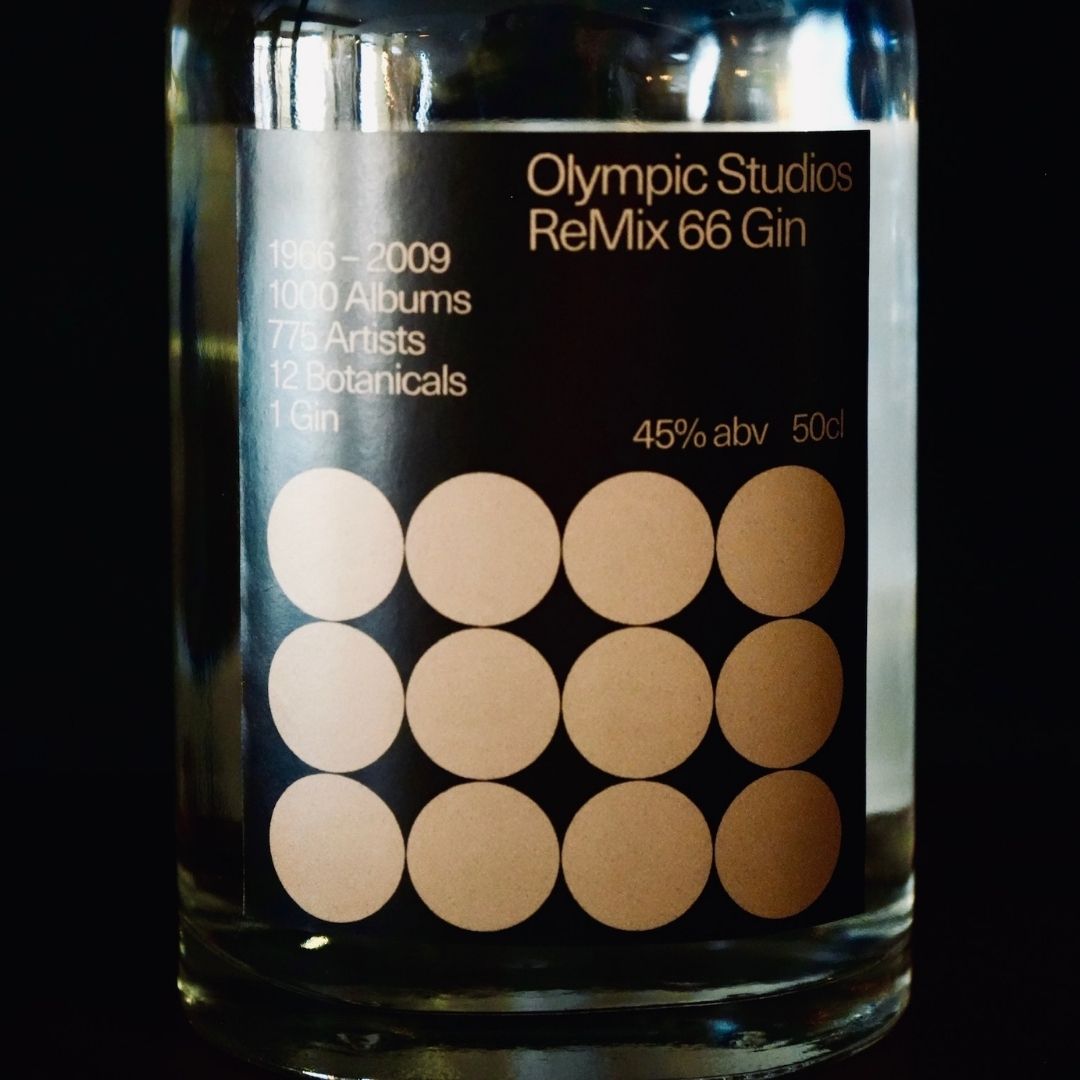 Olympic Studios
ReMix 66 Gin
1966 – 2009
1000 Albums
775 Artists
12 Botanicals
1 Gin
45% abv 50cl